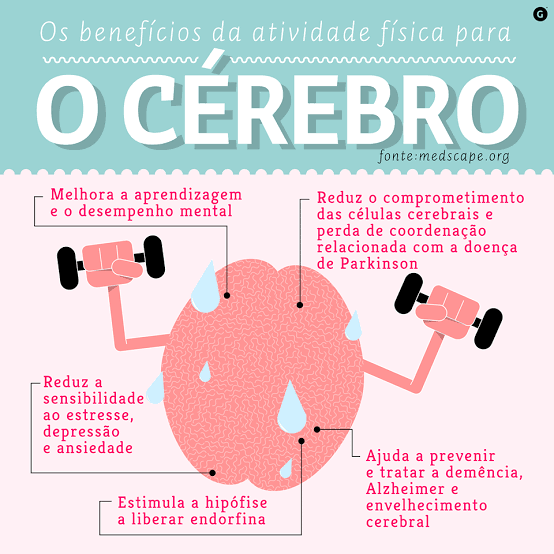 G
Os benefícios da atividade física para
O CÉREBRO
fonte:medscape.org
Melhora a aprendizagem
e o desempenho mental
Reduz o comprometimento
das células cerebrais e
perda de coordenação
relacionada com a doença
de Parkinson
Reduz a
sensibilidade
ao estresse,
depressão
e ansiedade
Estimula a hipófise
a liberar endorfina
Ajuda a prevenir
e tratar a demência,
Alzheimer e
envelhecimento
cerebral